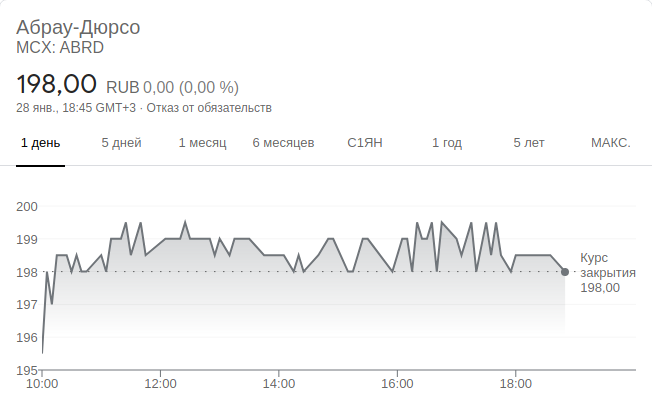 Абрау-Дюрсо
MCX: ABRD
198,00 RUB 0,00 (0,00 %)
28 янв., 18:45 GMT+3 · Отказ от обязательств
1 день 5 дней 1 месяц 6 месяцев С1ЯН 1 год 5 лет МАКС.
200
199
198
197
196
195
Курс
закрытия
198,00
10:00 12:00 14:00 16:00 18:00